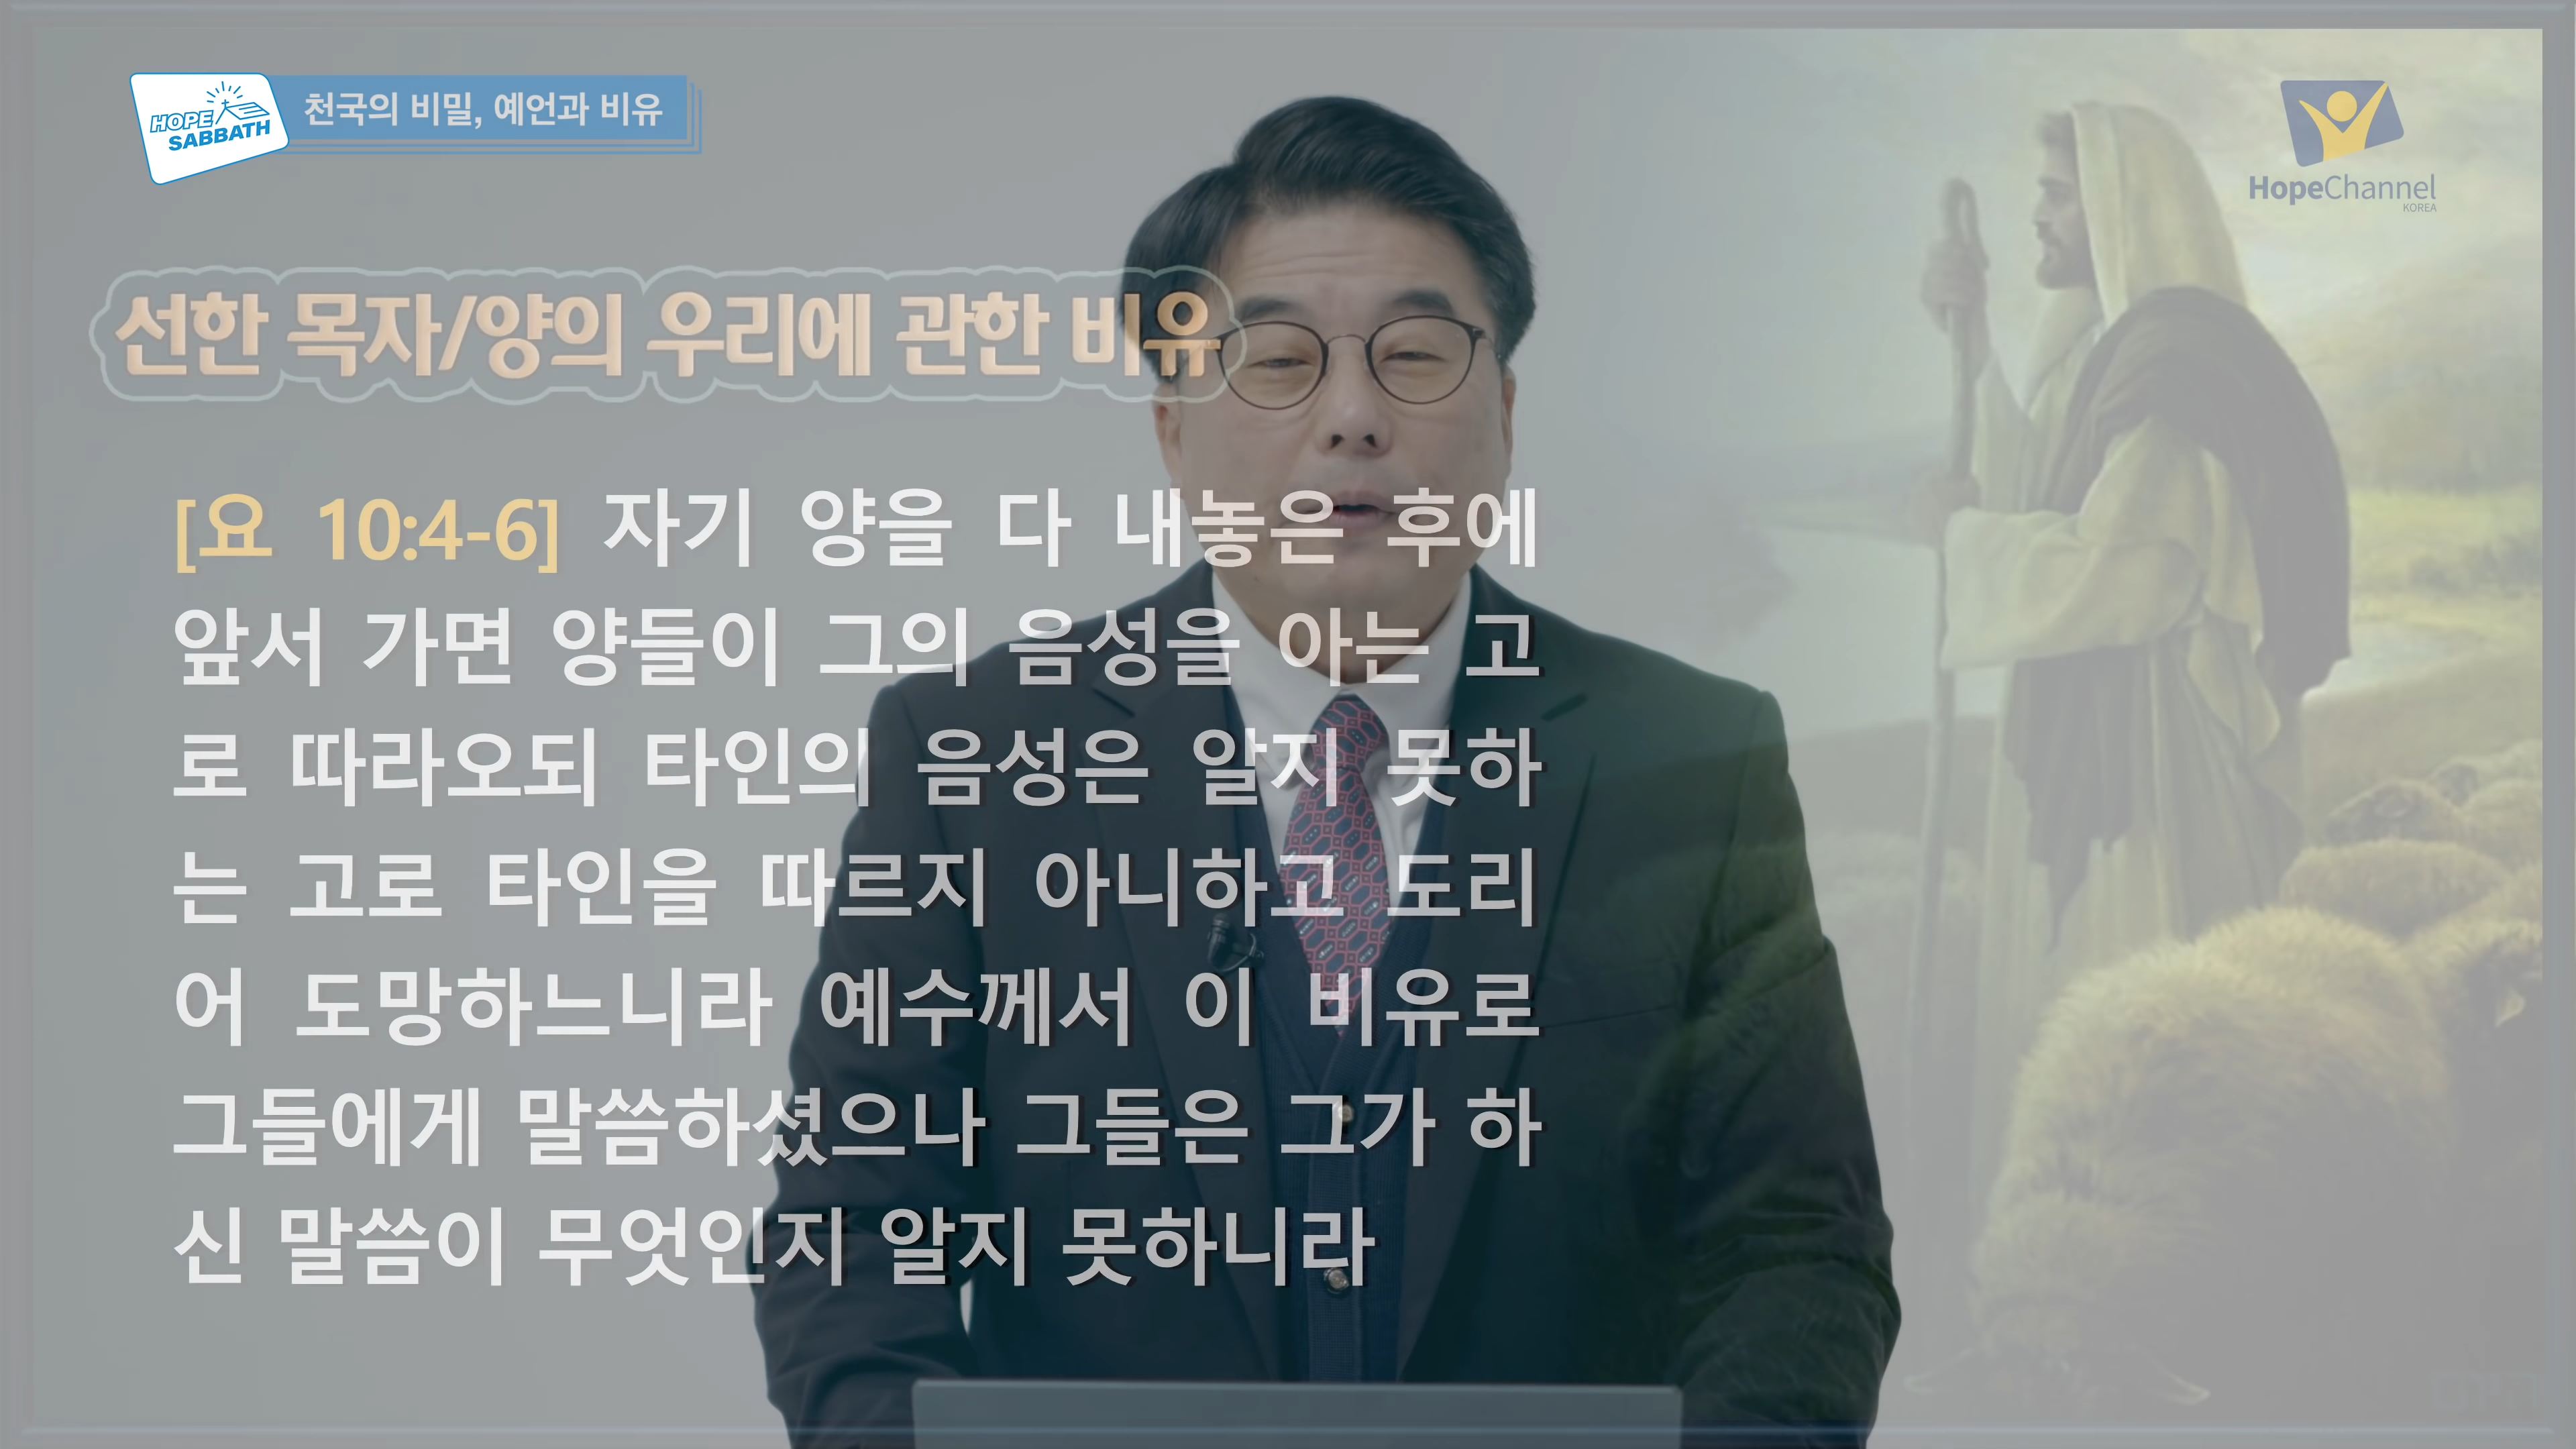 HOPE
SABBATH
천국의 비밀, 예언과 비유
HopeChannel
KOREA
선한 목자/양의 우리에 관한 비유
[요 10:4-6] 자기 양을 다 내놓은 후에
앞서 가면 양들이 그의 음성을 아는 고
로 따라오되 타인의 음성은 알지 못하
는 고로 타인을 따르지 아니하고 도리
어 도망하느니라 예수께서 이 비유로
그들에게 말씀하셨으나 그들은 그가 하
신 말씀이 무엇인지 알지 못하니라